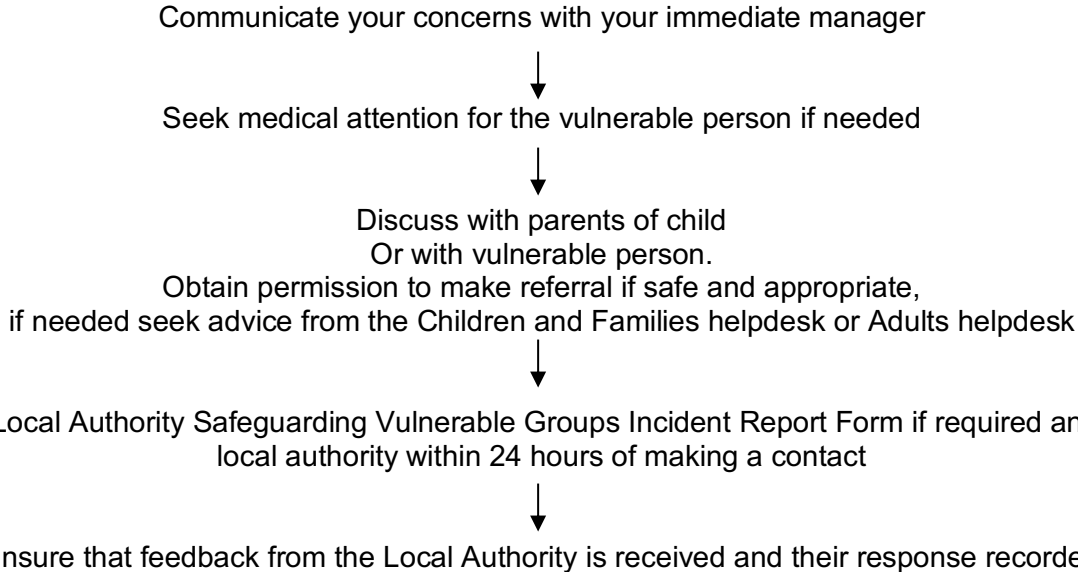 Communicate your concerns with your immediate manager
Seek medical attention for the vulnerable person if needed
Discuss with parents of child
Or with vulnerable person.
Obtain permission to make referral if safe and appropriate,
if needed seek advice from the Children and Families helpdesk or Adults helpdesk
Local Authority Safeguarding Vulnerable Groups Incident Report Form if required an
local authority within 24 hours of making a contact
nsure that feedback from the Local Authority is received and their response recorde